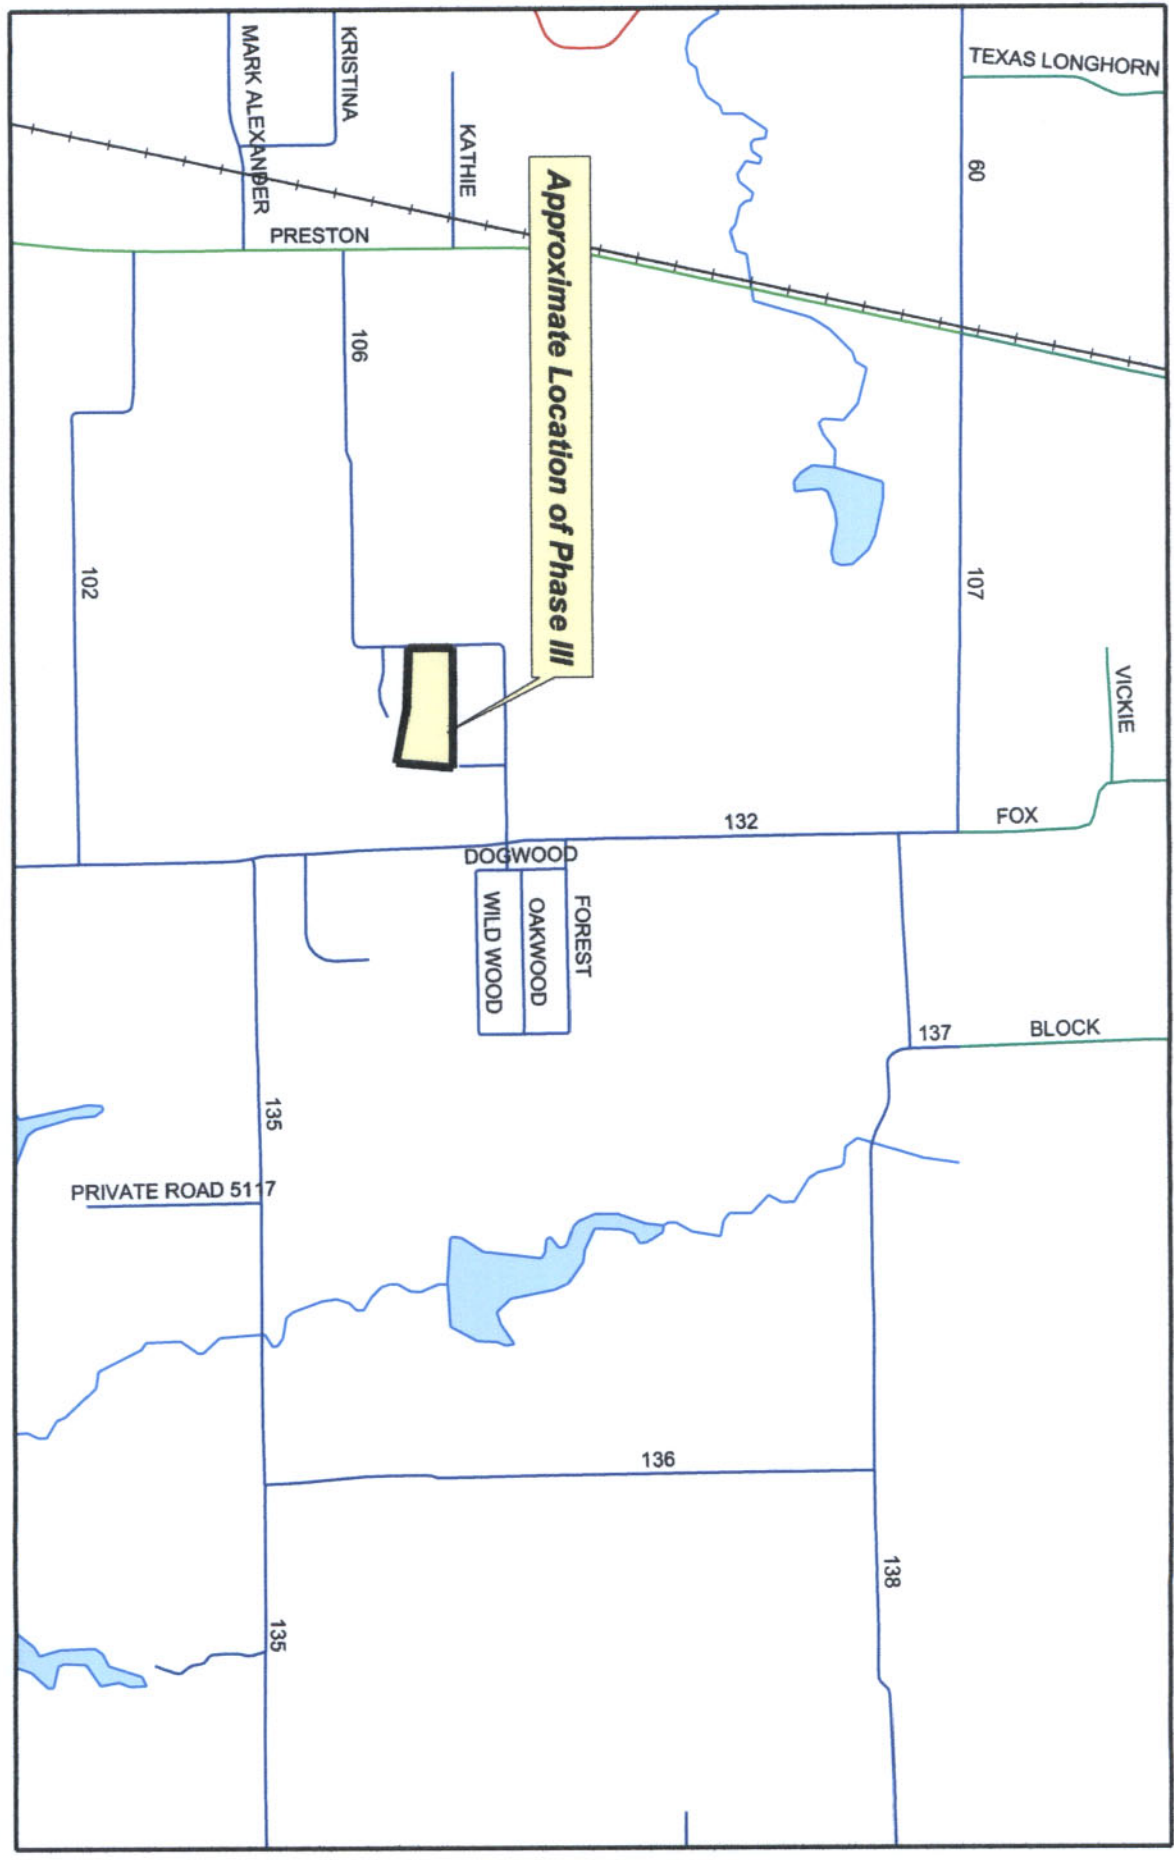 TEXAS LONGHORN
MARK ALEXANDER
KRISTINA
KATHIE
60
PRESTON
Approximate Location of Phase III
106
102
107
VICKIE
FOX
132
DOGWOOD
WILD WOOD
OAKWOOD
FOREST
137
BLOCK
135
PRIVATE ROAD 5117
136
138
135